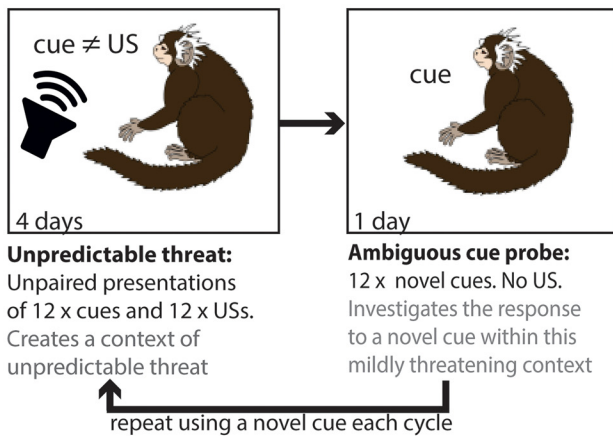 cue ≠ US
4 days
Unpredictable threat:
Unpaired presentations
of 12 x cues and 12 x USs.
Creates a context of
unpredictable threat
cue
1 day
Ambiguous cue probe:
12 x novel cues. No US.
Investigates the response
to a novel cue within this
mildly threatening context
repeat using a novel cue each cycle